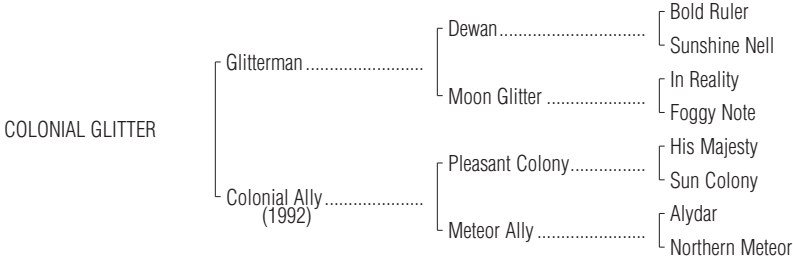 Bold Ruler
Dewan..............................
Sunshine Nell
Glitterman ........................
In Reality
Moon Glitter ....................
Foggy Note
COLONIAL GLITTER
His Majesty
Pleasant Colony................
Sun Colony
Colonial Ally....................
(1992)
Alydar
Meteor Ally ......................
Northern Meteor